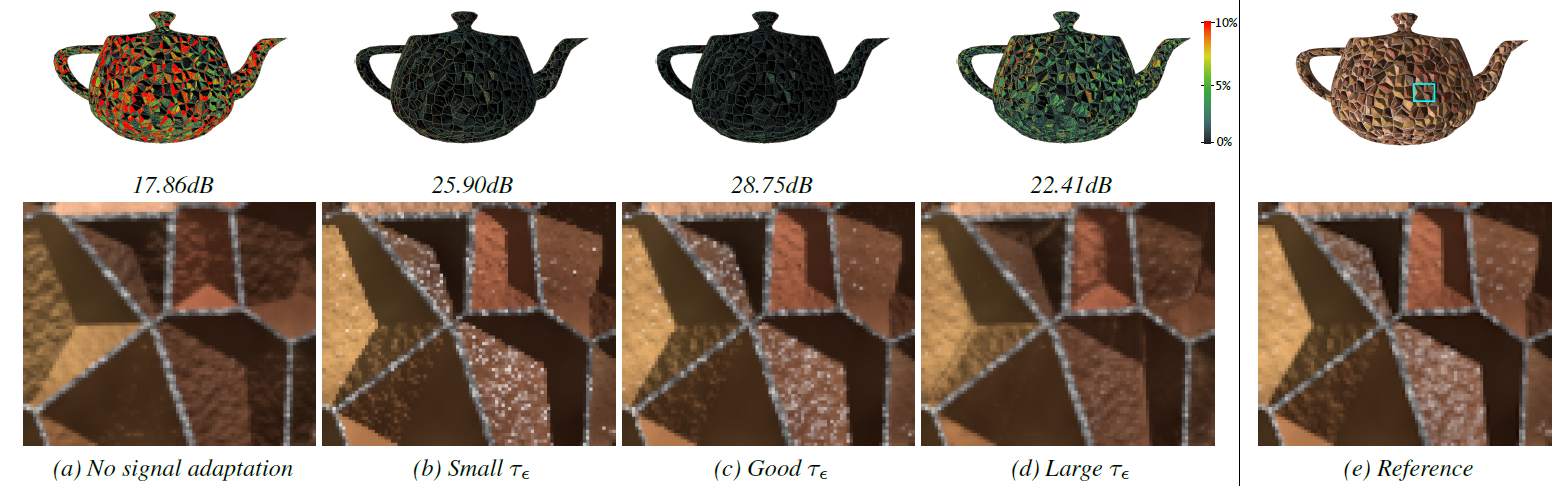 10%
5%
0%
17.86dB
25.90dB
28.75dB
22.41dB
(a) No signal adaptation
(b) Small τϵ
(c) Good τϵ
(d) Large τϵ
(e) Reference